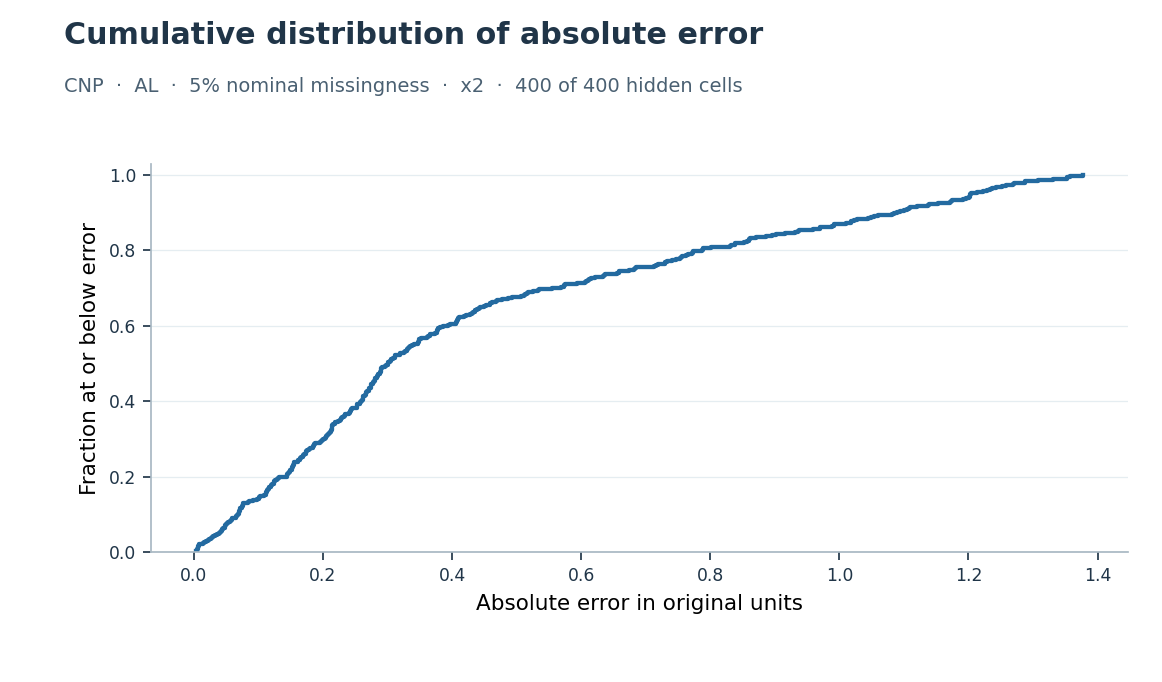 Cumulative distribution of absolute error
CNP · AL · 5% nominal missingness · x2 · 400 of 400 hidden cells
Fraction at or below error
1.0
0.8
0.6
0.4
0.2
0.0
0.0 0.2 0.4 0.6 0.8 1.0 1.2 1.4
Absolute error in original units